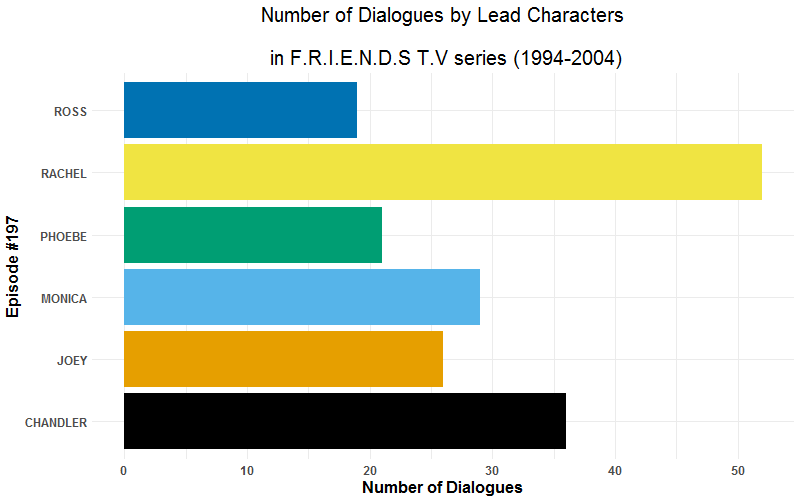 Number of Dialogues by Lead Characters
in F.R.I.E.N.D.S T.V series (1994-2004)
Episode #197
ROSS
RACHEL
PHOEBE
MONICA
JOEY
CHANDLER
0 10 20 30 40 50
Number of Dialogues